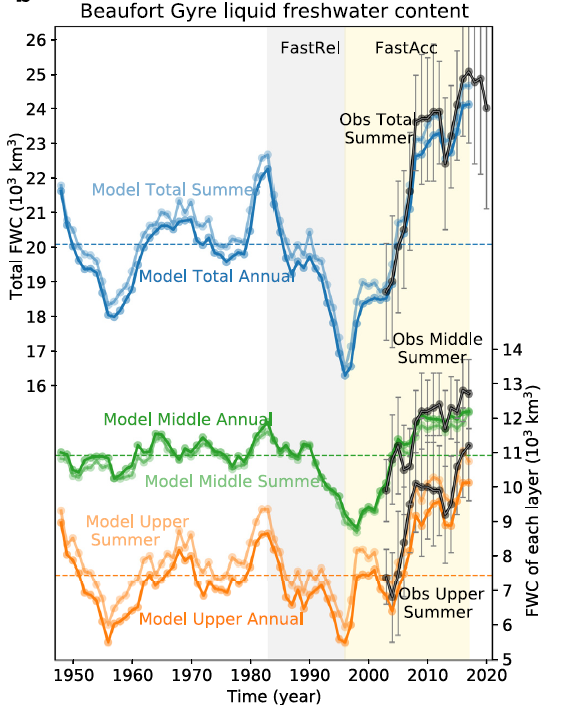 Beaufort Gyre liquid freshwater content
FastRel
FastAcc
26
25
24
23
22
21
20
19
18
17
16
Total FWC (10³ km³)
Obs Total
Summer
Model Total Summer
Model Total Annual
Obs Middle
Summer
14
13
12
11
10
9
8
7
6
5
FWC of each layer (10³ km³)
Model Middle Annual
Model Middle Summer
Model Upper
Summer
Model Upper Annual
Obs Upper
Summer
1950 1960 1970 1980 1990 2000 2010 2020
Time (year)